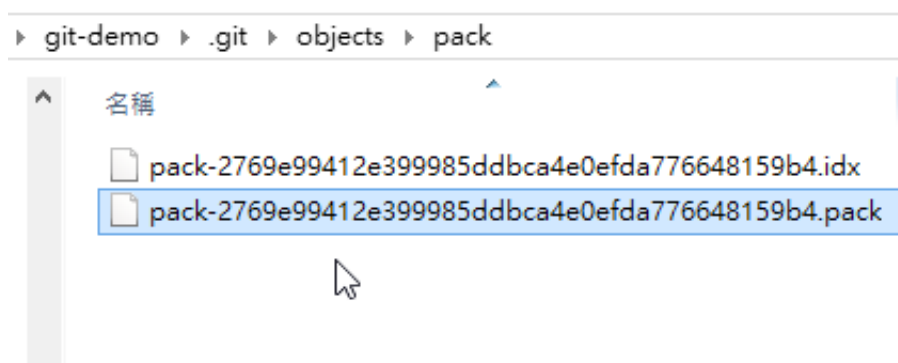 git-demo ▸ .git ▸ objects ▸ pack
名稱
pack-2769e99412e399985ddbca4e0efda776648159b4.idx
pack-2769e99412e399985ddbca4e0efda776648159b4.pack